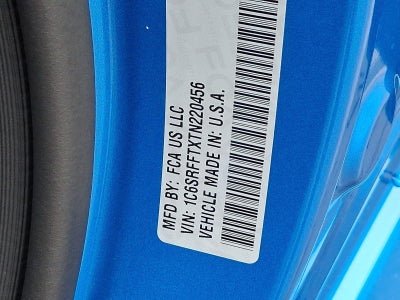 MFD BY: FCA US LLC
VIN: 1C6SRFFTXTN220456
VEHICLE MADE IN: U.S.A.